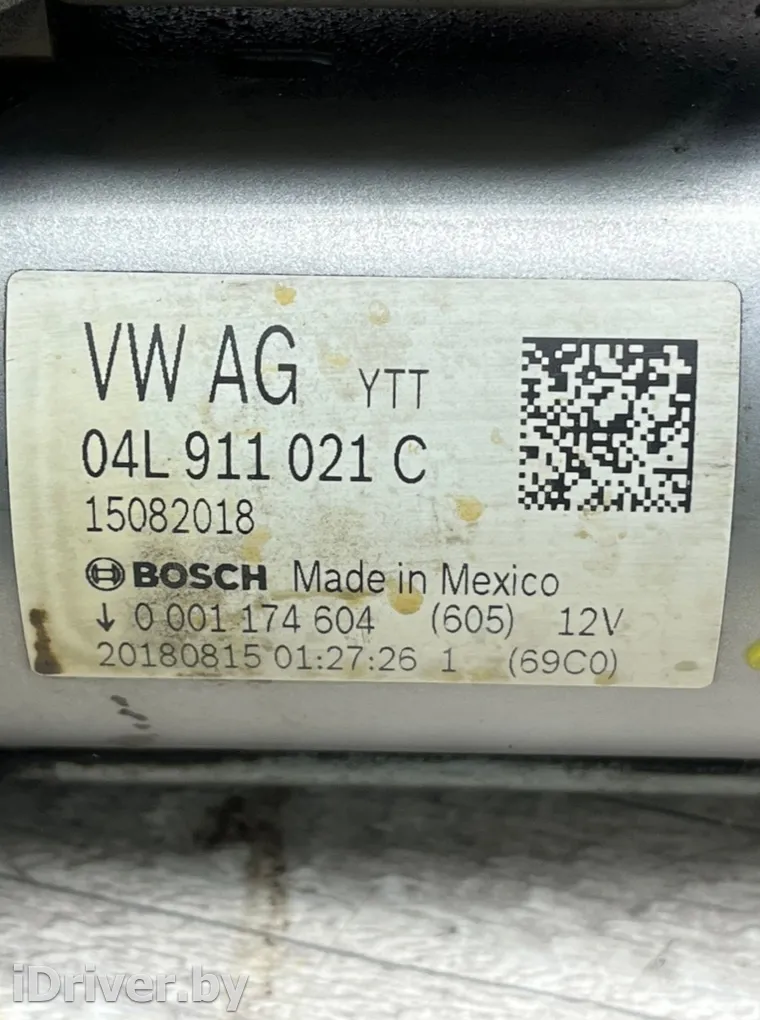 VW AG YTT
04L 911 021 C
15082018
BOSCH Made in Mexico
↓ 0 001 174 604 (605) 12V
20180815 01:27:26 1 (69C0)
iDriver.by